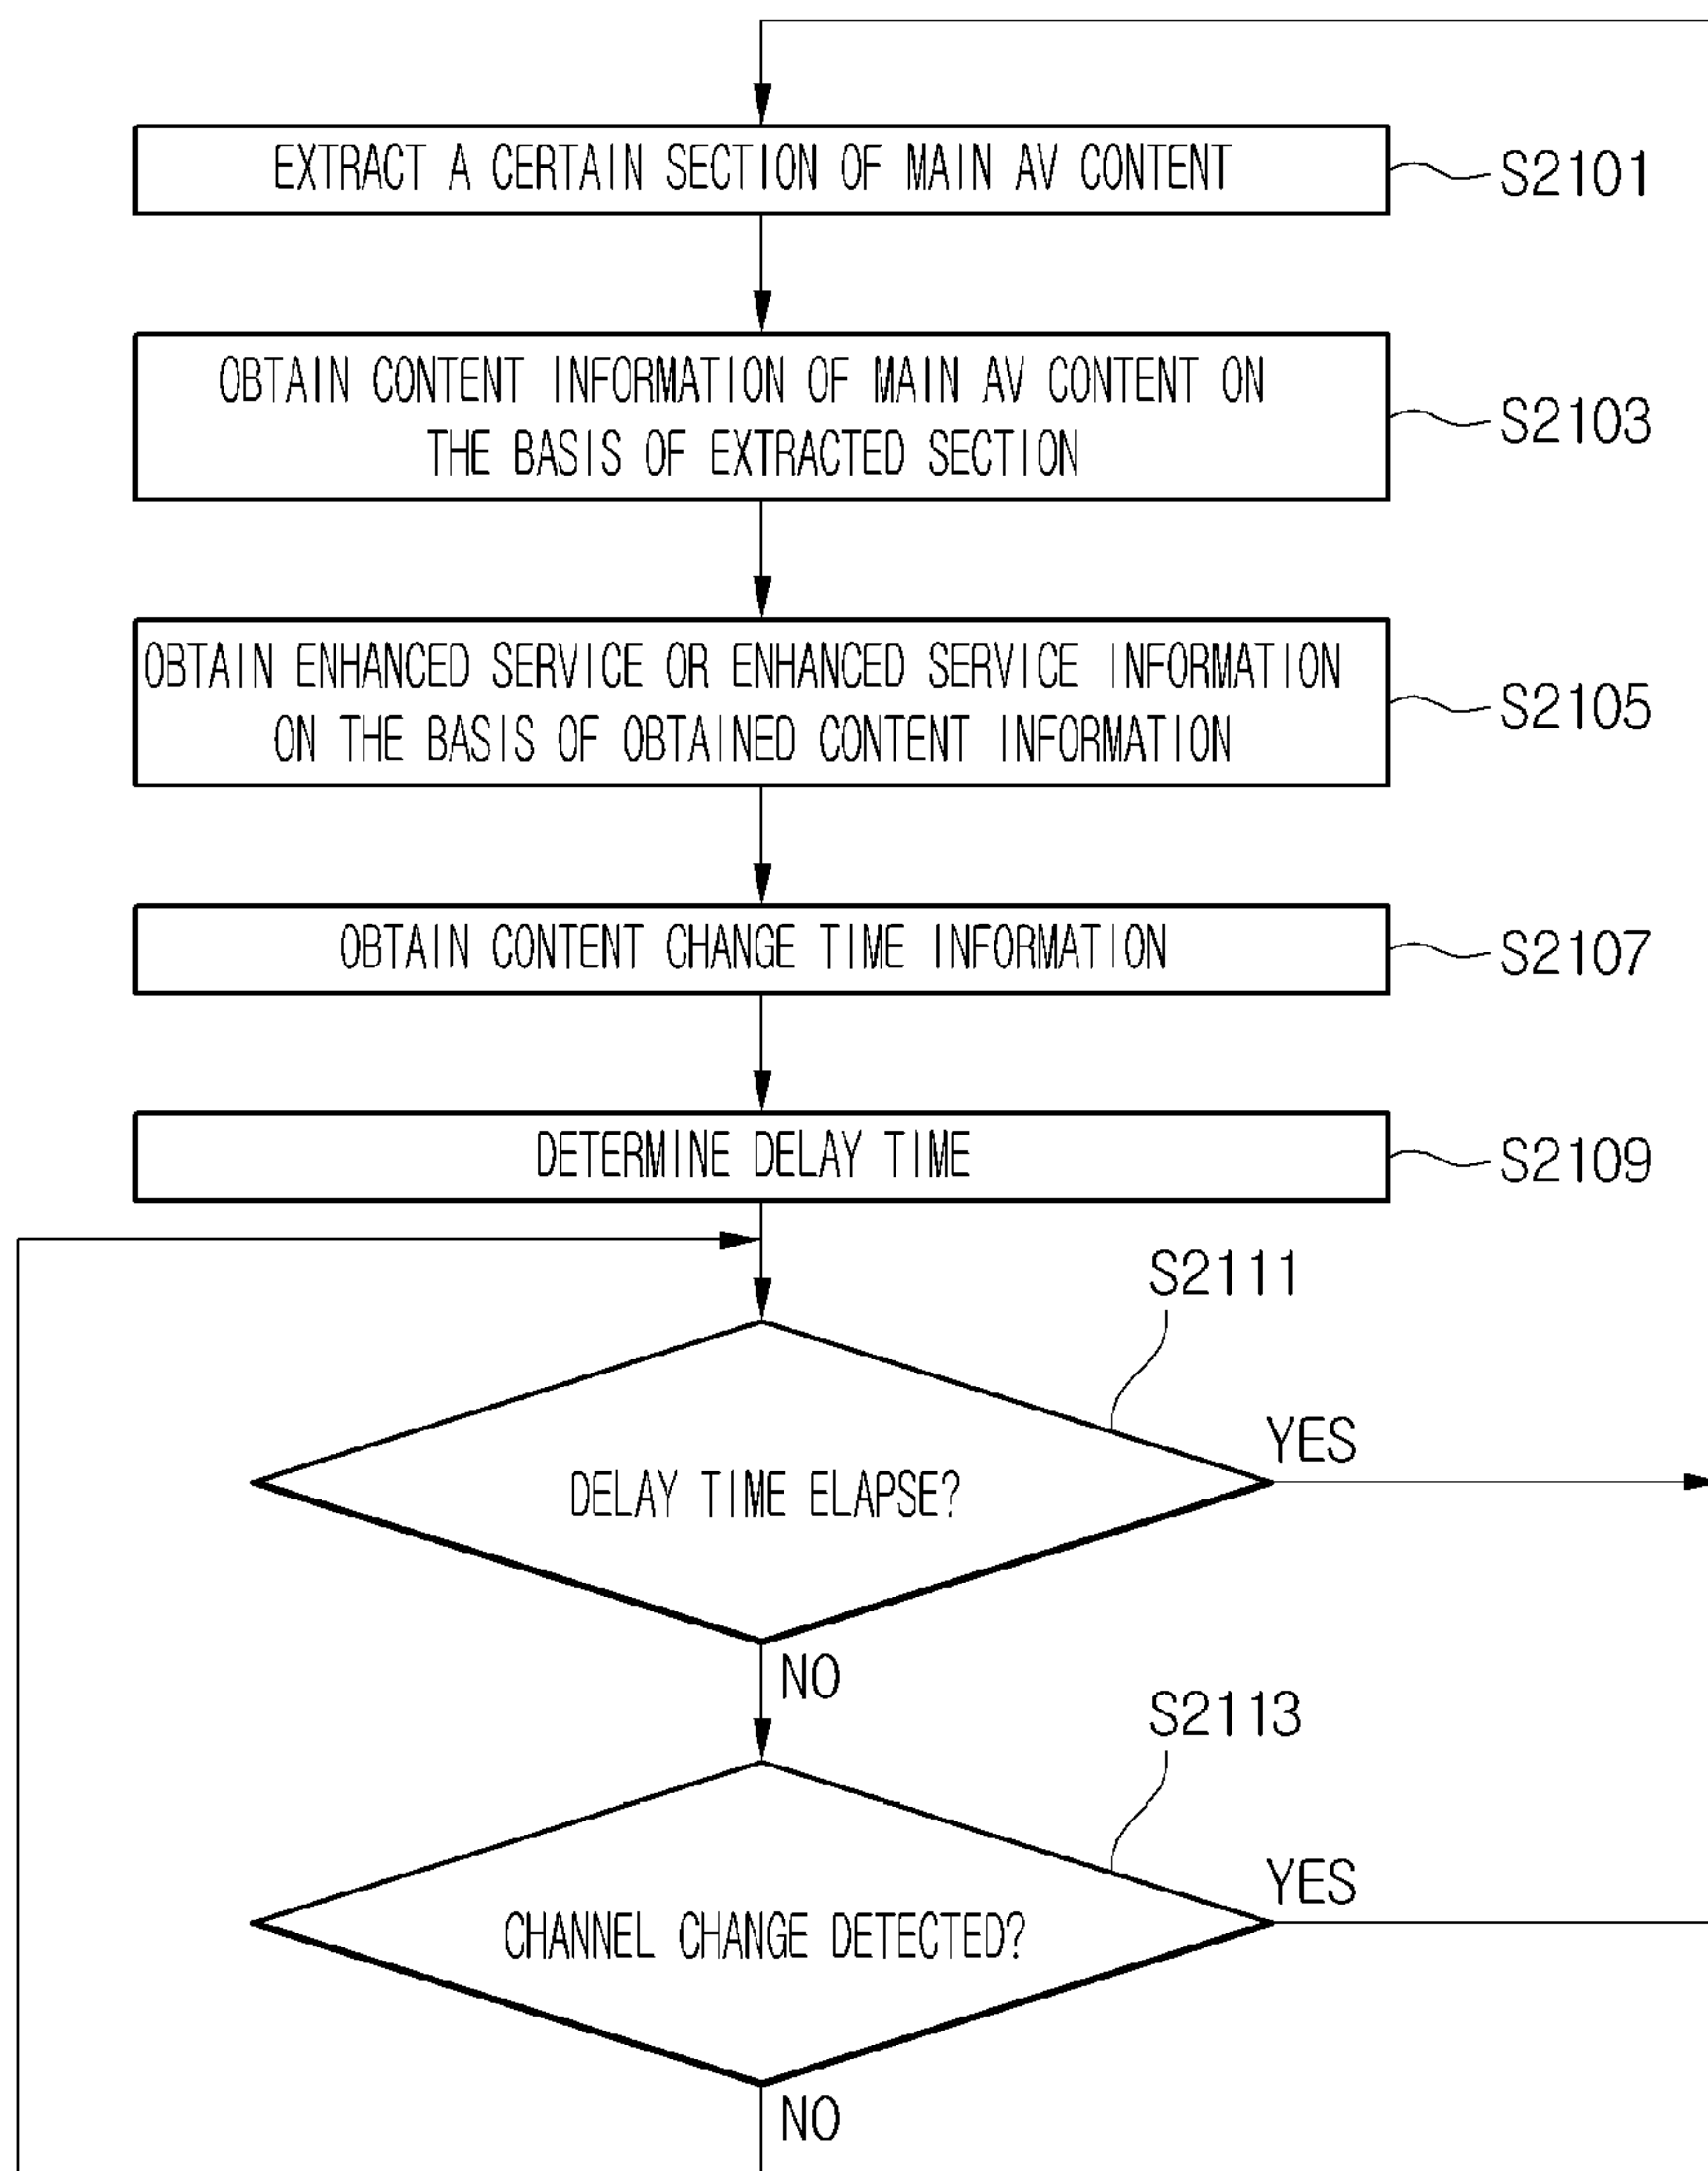 EXTRACT A CERTAIN SECTION OF MAIN AV CONTENT
S2101
OBTAIN CONTENT INFORMATION OF MAIN AV CONTENT ON
THE BASIS OF EXTRACTED SECTION
S2103
OBTAIN ENHANCED SERVICE OR ENHANCED SERVICE INFORMATION
ON THE BASIS OF OBTAINED CONTENT INFORMATION
S2105
OBTAIN CONTENT CHANGE TIME INFORMATION
S2107
DETERMINE DELAY TIME
S2109
S2111
DELAY TIME ELAPSE?
YES
NO
S2113
CHANNEL CHANGE DETECTED?
YES
NO